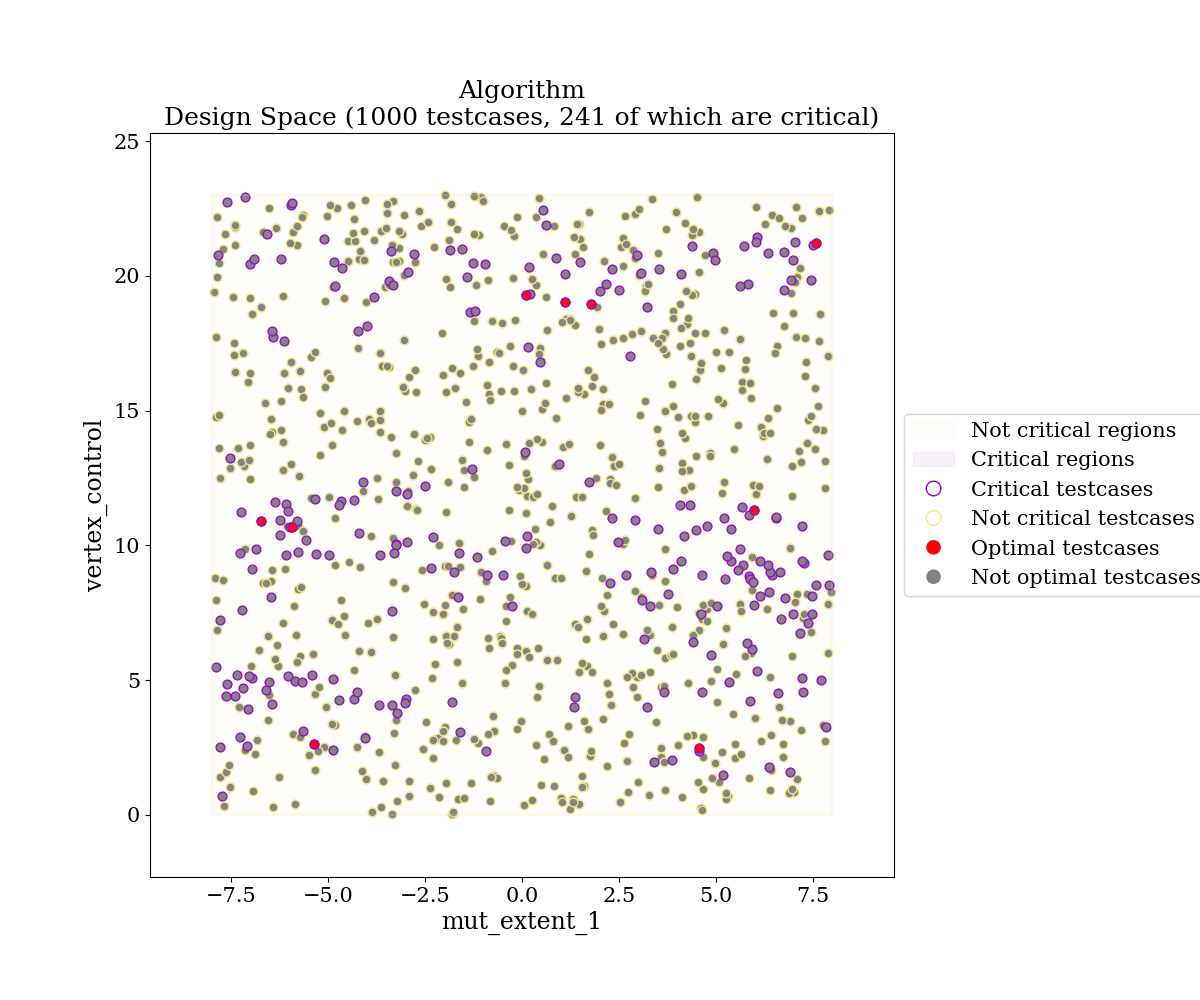 Algorithm
Design Space (1000 testcases, 241 of which are critical)
25
20
15
10
5
0
vertex_control
−7.5 −5.0 −2.5 0.0 2.5 5.0 7.5
mut_extent_1
Not critical regions
Critical regions
Critical testcases
Not critical testcases
Optimal testcases
Not optimal testcases